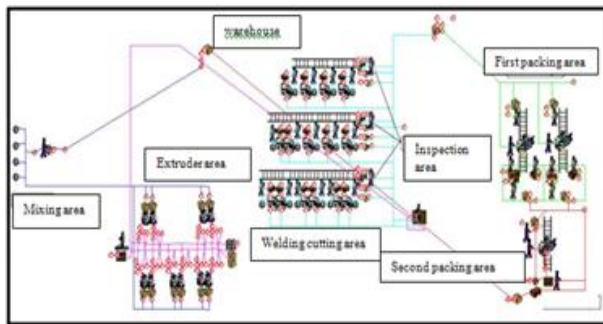 warehouse
First packing area
Extruder area
Inspection area
Mixing area
Welding cutting area
Second packing area